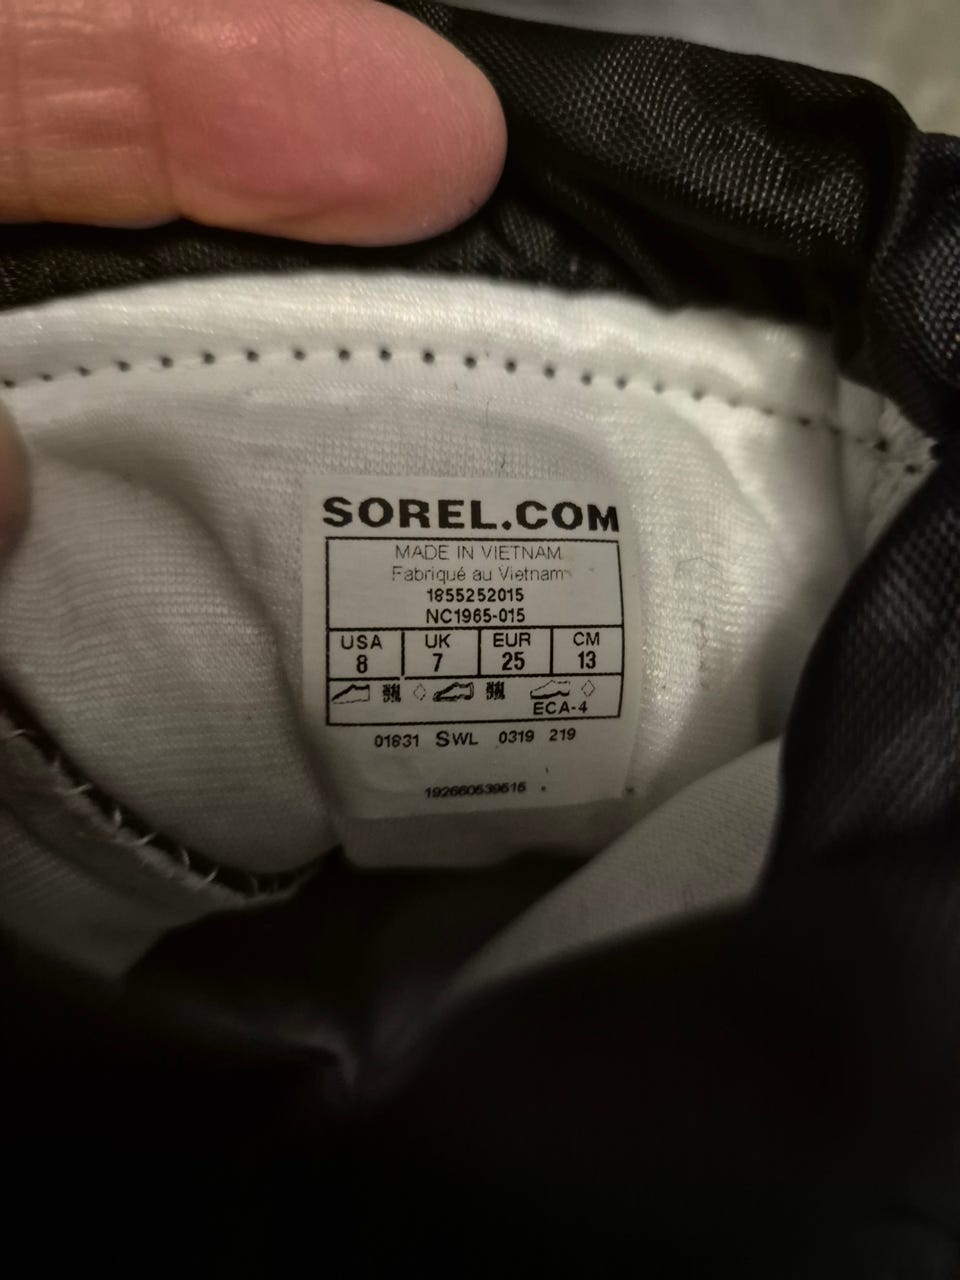 SOREL.COM
MADE IN VIETNAM
Fabriqué au Vietnam
1855252015
NC1965-015
USA UK EUR CM
8 7 25 13
ECA-4
01831 SWL 0319 219
192660539515